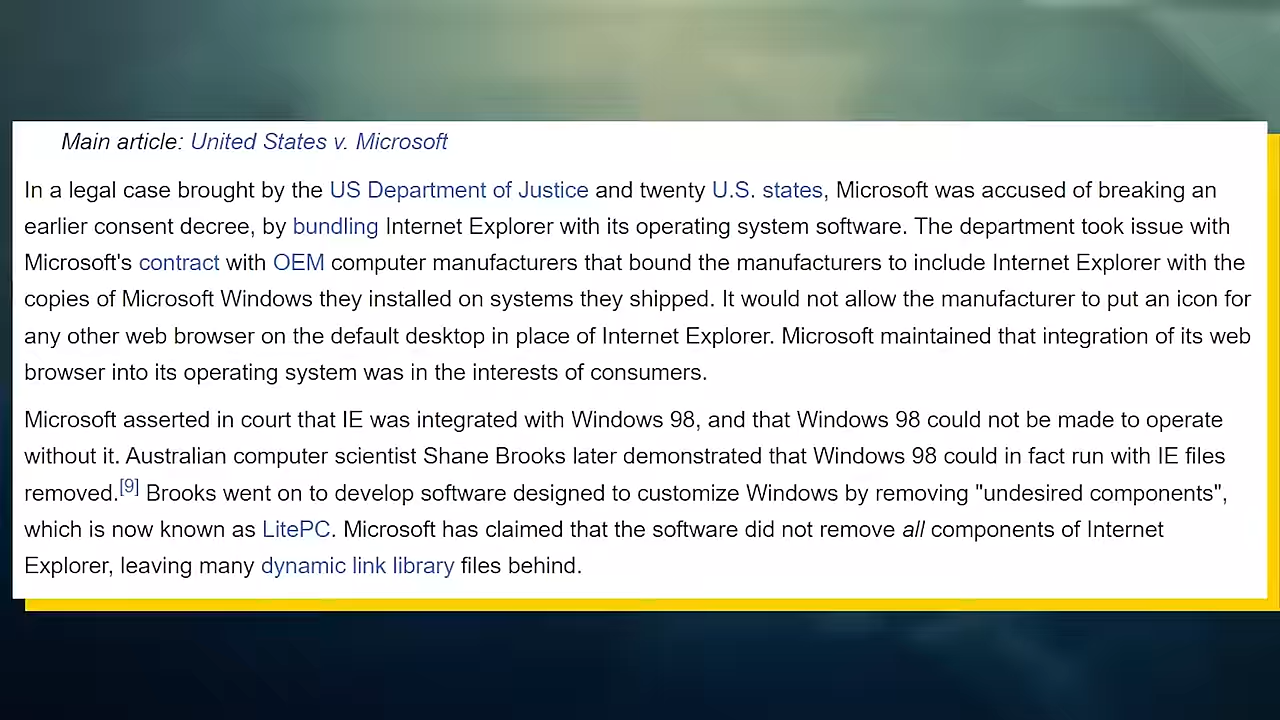 Main article: United States v. Microsoft
In a legal case brought by the US Department of Justice and twenty U.S. states, Microsoft was accused of breaking an
earlier consent decree, by bundling Internet Explorer with its operating system software. The department took issue with
Microsoft's contract with OEM computer manufacturers that bound the manufacturers to include Internet Explorer with the
copies of Microsoft Windows they installed on systems they shipped. It would not allow the manufacturer to put an icon for
any other web browser on the default desktop in place of Internet Explorer. Microsoft maintained that integration of its web
browser into its operating system was in the interests of consumers.
Microsoft asserted in court that IE was integrated with Windows 98, and that Windows 98 could not be made to operate
without it. Australian computer scientist Shane Brooks later demonstrated that Windows 98 could in fact run with IE files
removed.[9] Brooks went on to develop software designed to customize Windows by removing "undesired components",
which is now known as LitePC. Microsoft has claimed that the software did not remove all components of Internet
Explorer, leaving many dynamic link library files behind.